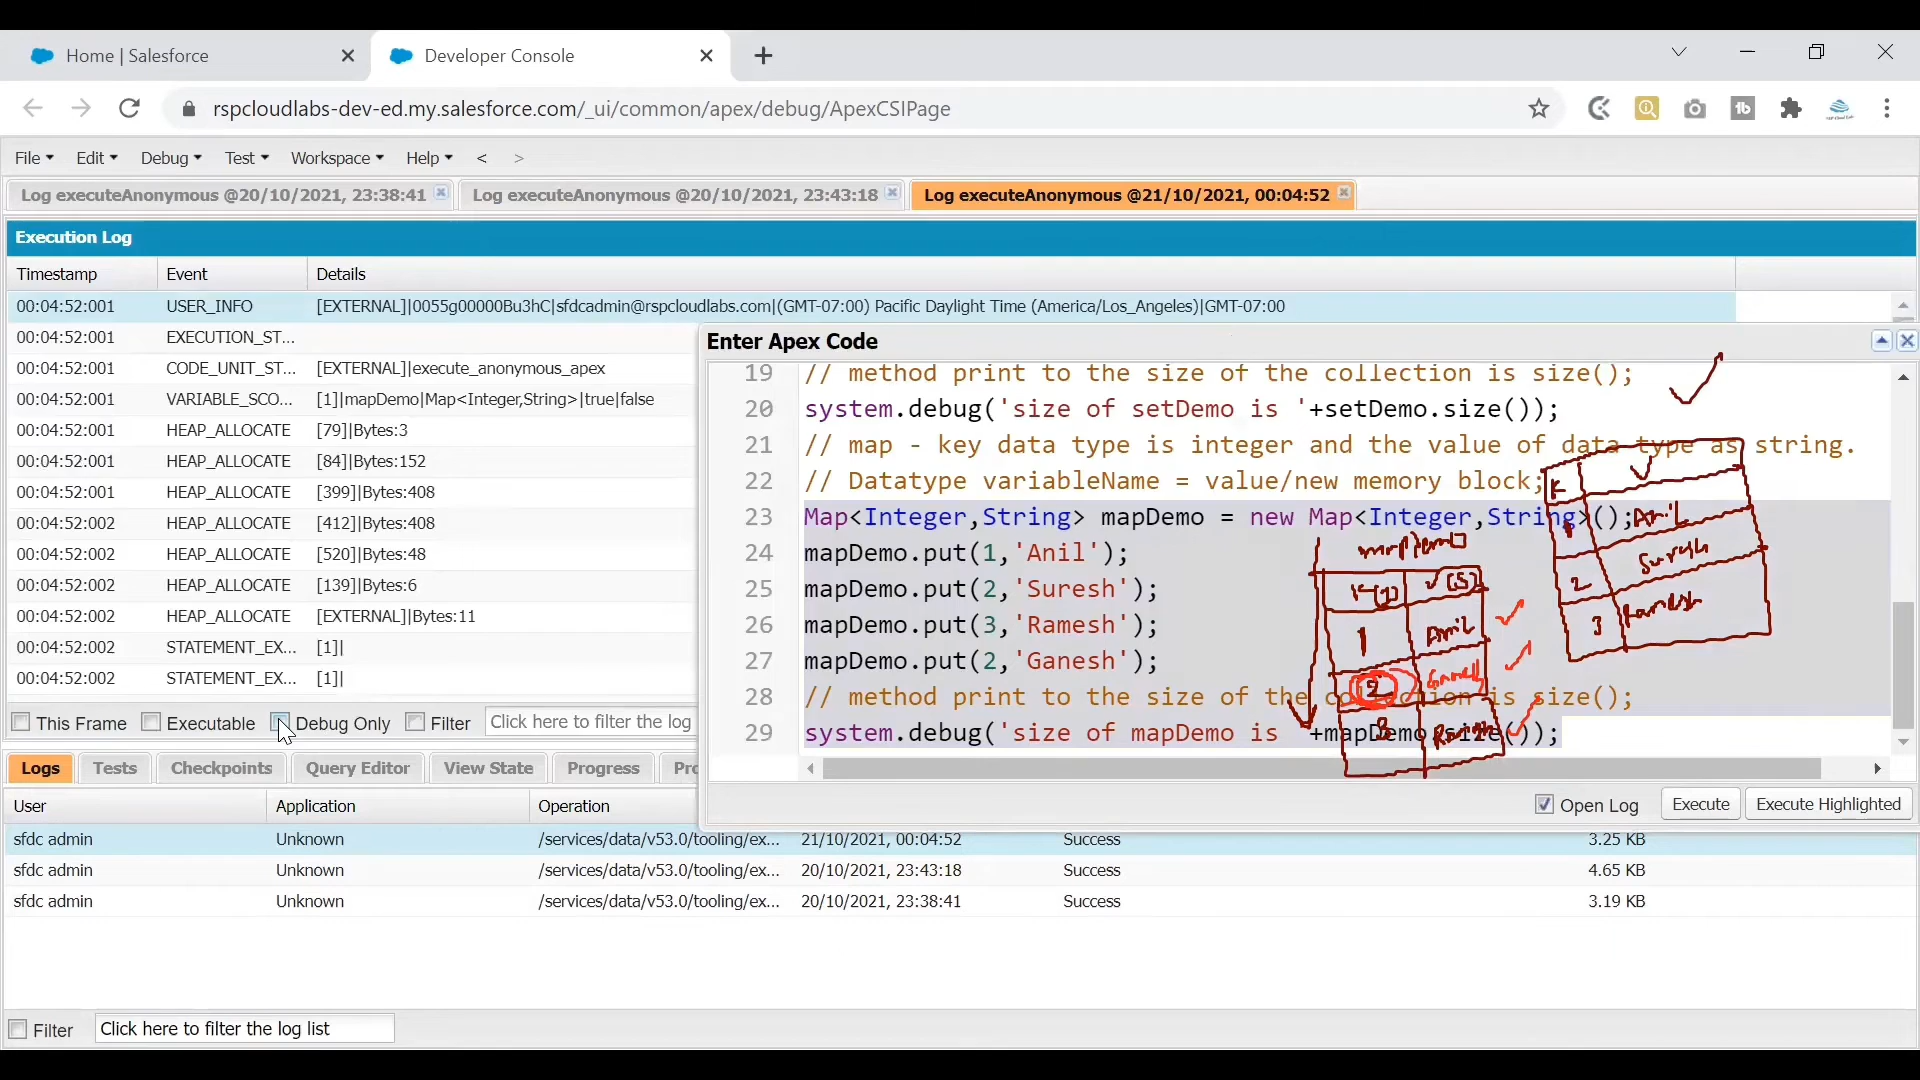 Home | Salesforce
Developer Console
rspcloudlabs-dev-ed.my.salesforce.com/_ui/common/apex/debug/ApexCSIPage
File Edit Debug Test Workspace Help < >
Log executeAnonymous @20/10/2021, 23:38:41
Log executeAnonymous @20/10/2021, 23:43:18
Log executeAnonymous @21/10/2021, 00:04:52
Execution Log
Timestamp Event Details
00:04:52:001 USER_INFO [EXTERNAL]|0055g00000Bu3hC|sfdcadmin@rspcloudlabs.com|(GMT-07:00) Pacific Daylight Time (America/Los_Angeles)|GMT-07:00
00:04:52:001 EXECUTION_ST...
00:04:52:001 CODE_UNIT_ST... [EXTERNAL]|execute_anonymous_apex
00:04:52:001 VARIABLE_SCO... [1]|mapDemo|Map<Integer,String>|true|false
00:04:52:001 HEAP_ALLOCATE [79]|Bytes:3
00:04:52:001 HEAP_ALLOCATE [84]|Bytes:152
00:04:52:001 HEAP_ALLOCATE [399]|Bytes:408
00:04:52:002 HEAP_ALLOCATE [412]|Bytes:408
00:04:52:002 HEAP_ALLOCATE [520]|Bytes:48
00:04:52:002 HEAP_ALLOCATE [139]|Bytes:6
00:04:52:002 HEAP_ALLOCATE [EXTERNAL]|Bytes:11
00:04:52:002 STATEMENT_EX... [1]|
00:04:52:002 STATEMENT_EX... [1]|
This Frame Executable Debug Only Filter Click here to filter the log
Enter Apex Code
19 // method print to the size of the collection is size();
20 system.debug('size of setDemo is '+setDemo.size());
21 // map - key data type is integer and the value of data type as string.
22 // Datatype variableName = value/new memory block;
23 Map<Integer,String> mapDemo = new Map<Integer,String>();
24 mapDemo.put(1,'Anil');
25 mapDemo.put(2,'Suresh');
26 mapDemo.put(3,'Ramesh');
27 mapDemo.put(2,'Ganesh');
28 // method print to the size of the collection is size();
29 system.debug('size of mapDemo is '+mapDemo.size());
K
1 Anil
2 Suresh
3 Ramesh
mapDemo
K(I) V(S)
1 Anil
2 Ganesh
3 Ramesh
Open Log Execute Execute Highlighted
Logs Tests Checkpoints Query Editor View State Progress
User Application Operation
sfdc admin Unknown /services/data/v53.0/tooling/ex... 21/10/2021, 00:04:52 Success 3.25 KB
sfdc admin Unknown /services/data/v53.0/tooling/ex... 20/10/2021, 23:43:18 Success 4.65 KB
sfdc admin Unknown /services/data/v53.0/tooling/ex... 20/10/2021, 23:38:41 Success 3.19 KB
Filter Click here to filter the log list